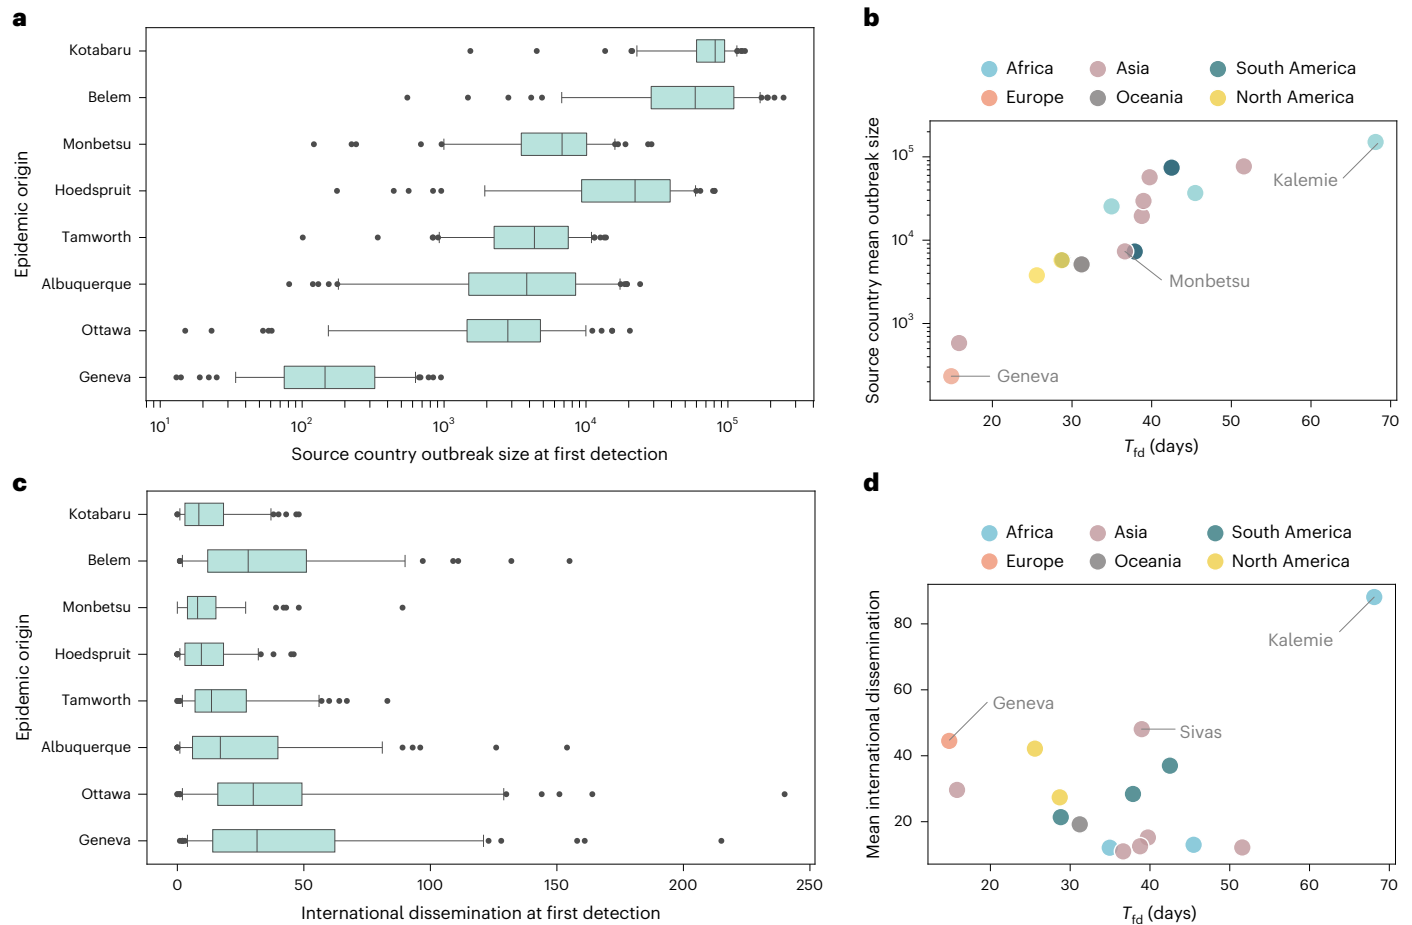 a
Kotabaru
Belem
Monbetsu
Hoedspruit
Tamworth
Albuquerque
Ottawa
Geneva
Epidemic origin
10¹ 10² 10³ 10⁴ 10⁵
Source country outbreak size at first detection
b
Africa Asia South America
Europe Oceania North America
Source country mean outbreak size
10⁵
10⁴
10³
Kalemie
Monbetsu
Geneva
20 30 40 50 60 70
T_fd (days)
c
Kotabaru
Belem
Monbetsu
Hoedspruit
Tamworth
Albuquerque
Ottawa
Geneva
Epidemic origin
0 50 100 150 200 250
International dissemination at first detection
d
Africa Asia South America
Europe Oceania North America
Mean international dissemination
80
60
40
20
Kalemie
Geneva
Sivas
20 30 40 50 60 70
T_fd (days)